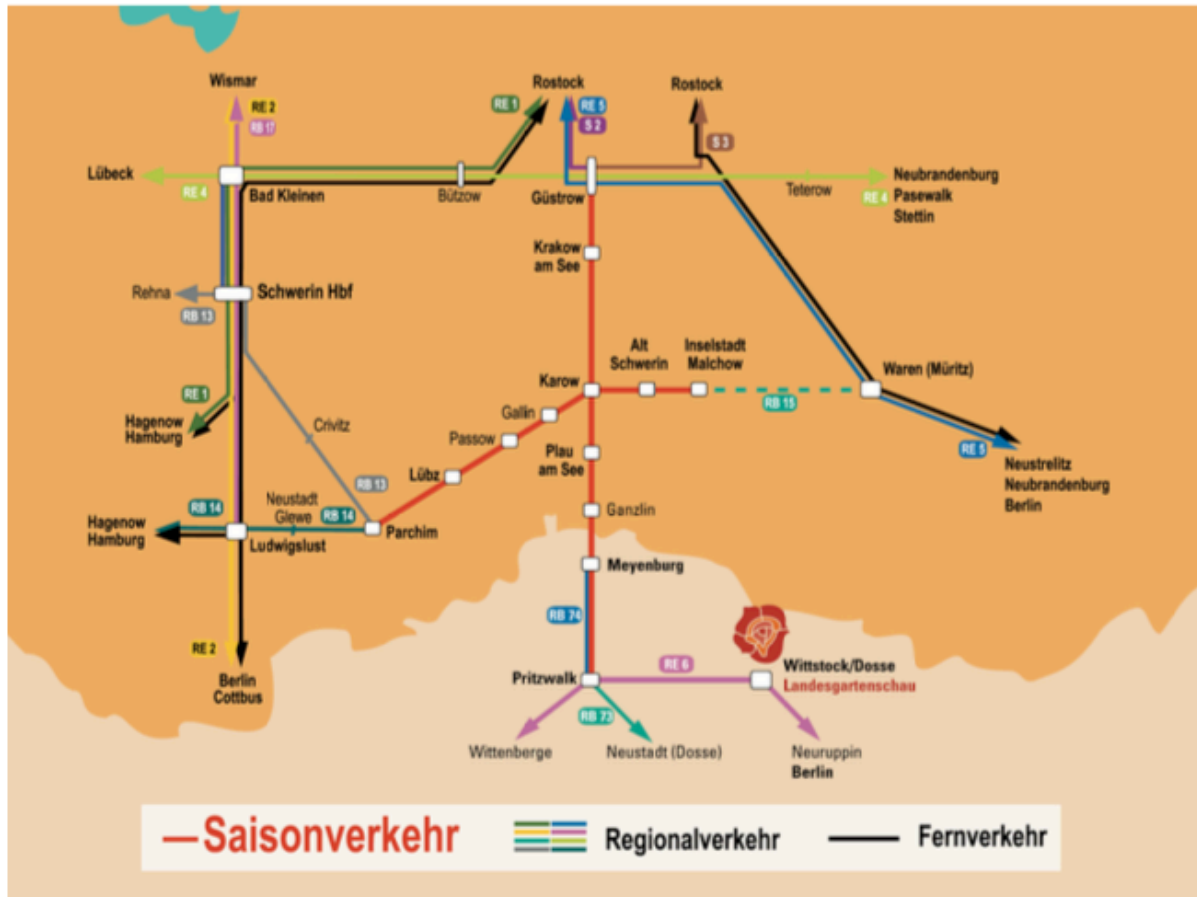 Wismar
RE 2
RB 17
Rostock
RE 1
RE 5
S 2
Rostock
S 3
Lübeck
RE 4
Bad Kleinen
Bützow
Güstrow
Teterow
RE 4
Neubrandenburg
Pasewalk
Stettin
Krakow
am See
Rehna
RB 13
Schwerin Hbf
Alt
Schwerin
Inselstadt
Malchow
Karow
RB 15
Waren (Müritz)
RE 1
Hagenow
Hamburg
Crivitz
Gallin
Passow
Lübz
Plau
am See
RE 5
Neustrelitz
Neubrandenburg
Berlin
RB 13
RB 14
Neustadt
Glewe
RB 14
Hagenow
Hamburg
Ludwigslust
Parchim
Ganzlin
Meyenburg
RB 74
RE 2
Berlin
Cottbus
Pritzwalk
RE 6
Wittstock/Dosse
Landesgartenschau
RB 73
Wittenberge
Neustadt (Dosse)
Neuruppin
Berlin
Saisonverkehr
Regionalverkehr
Fernverkehr